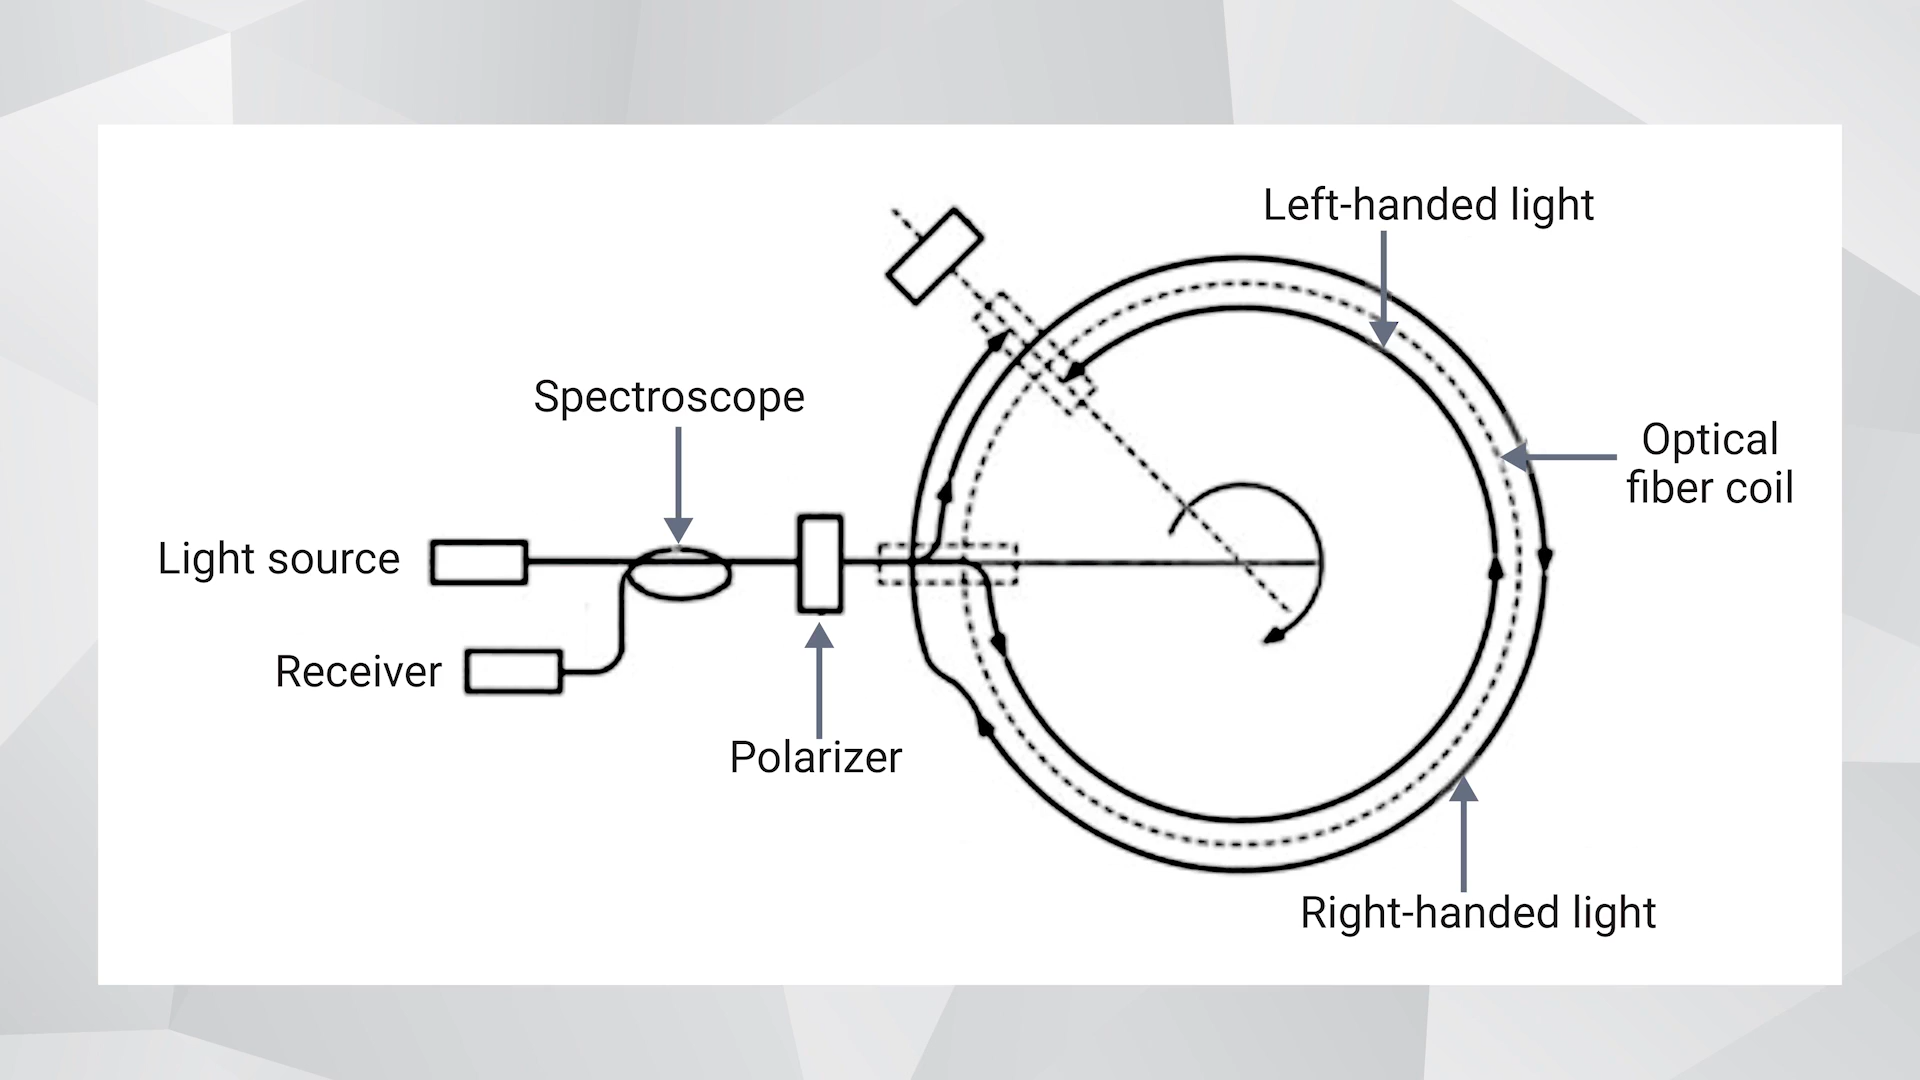 Left-handed light
Spectroscope
Optical
fiber coil
Light source
Receiver
Polarizer
Right-handed light